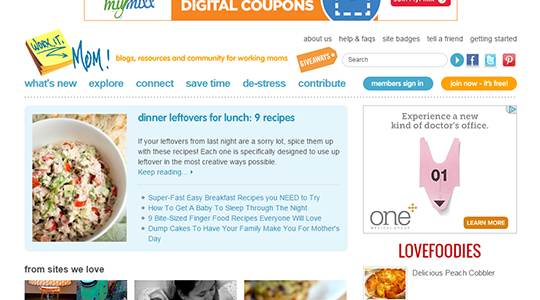 mymixx
DIGITAL COUPONS
about us help & faqs site badges tell a friend getting started
WORK IT,
Mom!
blogs, resources and community for working moms
GIVEAWAYS
Search
what's new explore connect save time de-stress contribute
members sign in
join now - it's free!
dinner leftovers for lunch: 9 recipes
If your leftovers from last night are a sorry lot, spice them up
with these recipes! Each one is specifically designed to use up
leftover in the most creative ways possible.
Keep reading...
Super-Fast Easy Breakfast Recipes you NEED to Try
How To Get A Baby To Sleep Through The Night
9 Bite-Sized Finger Food Recipes Everyone Will Love
Dump Cakes To Have Your Family Make You For Mother's
Day
Experience a new
kind of doctor's office.
01
one
MEDICAL GROUP
LEARN MORE
LOVEFOODIES
Delicious Peach Cobbler
from sites we love